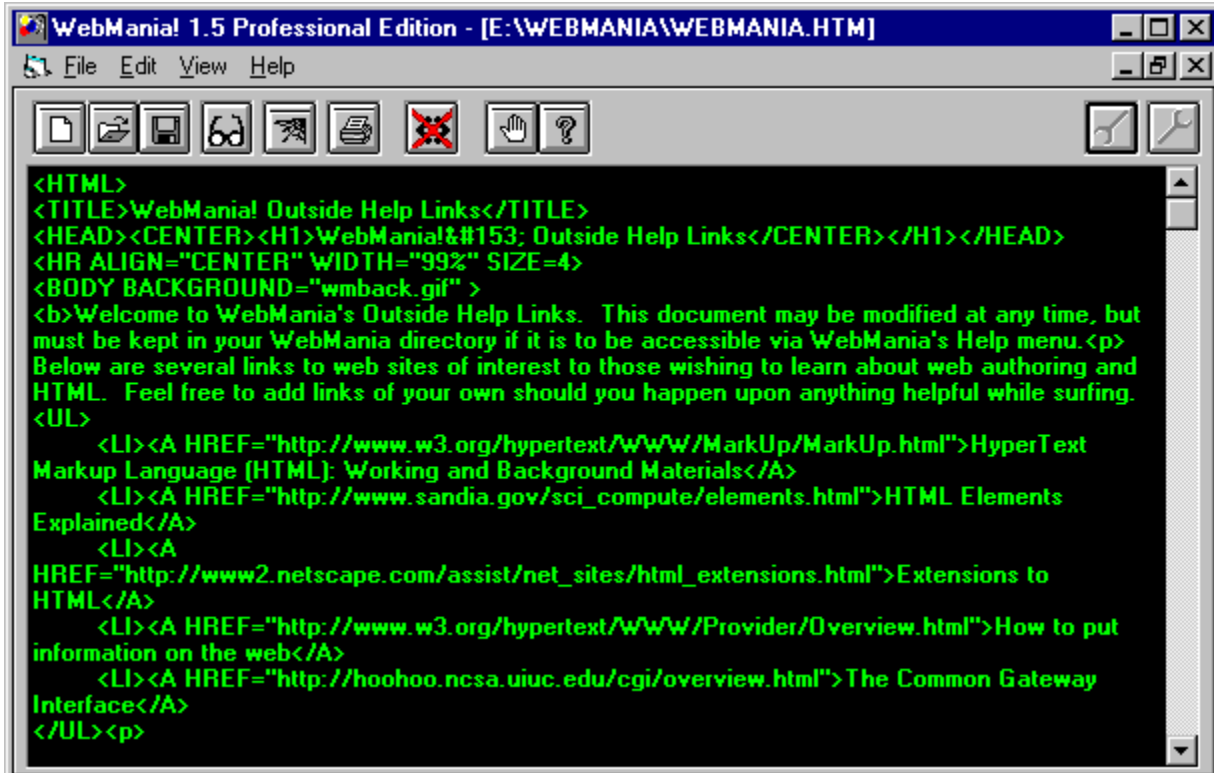 WebMania! 1.5 Professional Edition - [E:\WEBMANIA\WEBMANIA.HTM]
File Edit View Help
<HTML>
<TITLE>WebMania! Outside Help Links</TITLE>
<HEAD><CENTER><H1>WebMania!&#153; Outside Help Links</CENTER></H1></HEAD>
<HR ALIGN="CENTER" WIDTH="99%" SIZE=4>
<BODY BACKGROUND="wmback.gif" >
<b>Welcome to WebMania's Outside Help Links.  This document may be modified at any time, but
must be kept in your WebMania directory if it is to be accessible via WebMania's Help menu.<p>
Below are several links to web sites of interest to those wishing to learn about web authoring and
HTML.  Feel free to add links of your own should you happen upon anything helpful while surfing.
<UL>
<LI><A HREF="http://www.w3.org/hypertext/WWW/MarkUp/MarkUp.html">HyperText
Markup Language (HTML): Working and Background Materials</A>
<LI><A HREF="http://www.sandia.gov/sci_compute/elements.html">HTML Elements
Explained</A>
<LI><A
HREF="http://www2.netscape.com/assist/net_sites/html_extensions.html">Extensions to
HTML</A>
<LI><A HREF="http://www.w3.org/hypertext/WWW/Provider/Overview.html">How to put
information on the web</A>
<LI><A HREF="http://hoohoo.ncsa.uiuc.edu/cgi/overview.html">The Common Gateway
Interface</A>
</UL><p>